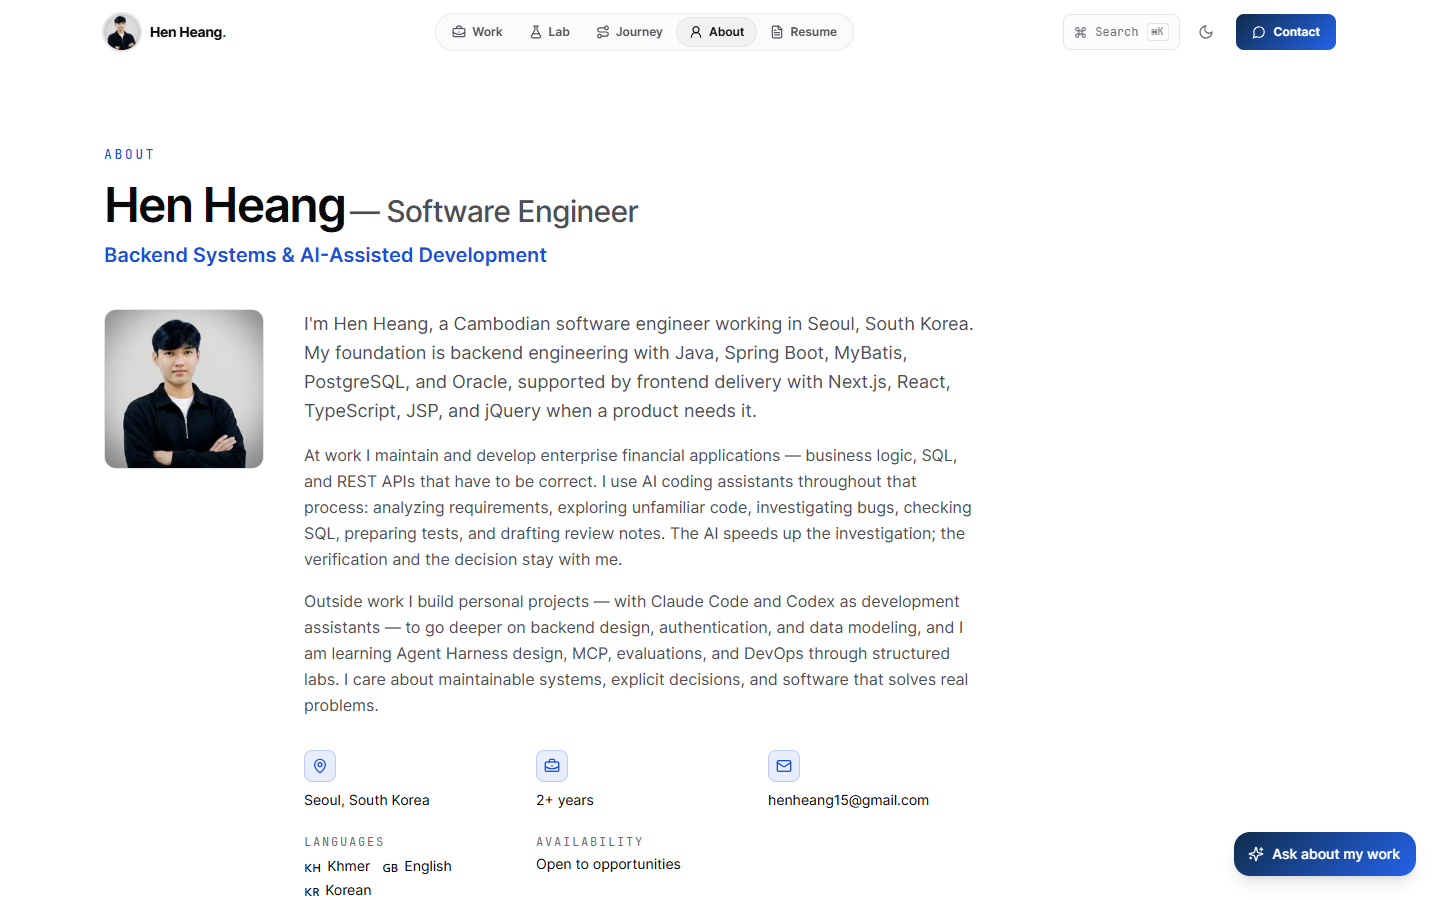 Hen Heang.
Work
Lab
Journey
About
Resume
⌘ Search ⌘K
Contact
ABOUT
Hen Heang — Software Engineer
Backend Systems & AI-Assisted Development
I'm Hen Heang, a Cambodian software engineer working in Seoul, South Korea.
My foundation is backend engineering with Java, Spring Boot, MyBatis,
PostgreSQL, and Oracle, supported by frontend delivery with Next.js, React,
TypeScript, JSP, and jQuery when a product needs it.
At work I maintain and develop enterprise financial applications — business logic, SQL,
and REST APIs that have to be correct. I use AI coding assistants throughout that
process: analyzing requirements, exploring unfamiliar code, investigating bugs, checking
SQL, preparing tests, and drafting review notes. The AI speeds up the investigation; the
verification and the decision stay with me.
Outside work I build personal projects — with Claude Code and Codex as development
assistants — to go deeper on backend design, authentication, and data modeling, and I
am learning Agent Harness design, MCP, evaluations, and DevOps through structured
labs. I care about maintainable systems, explicit decisions, and software that solves real
problems.
Seoul, South Korea
2+ years
henheang15@gmail.com
LANGUAGES
KH Khmer GB English
KR Korean
AVAILABILITY
Open to opportunities
Ask about my work